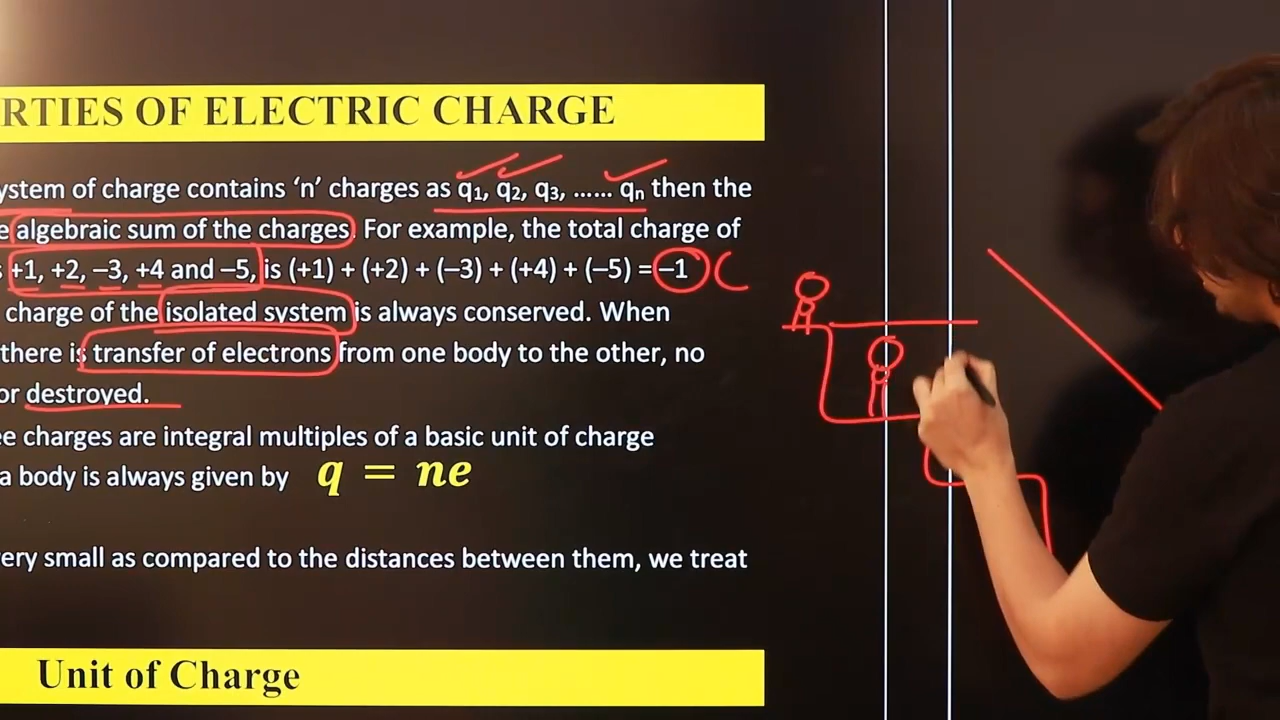 RTIES OF ELECTRIC CHARGE
ystem of charge contains ‘n’ charges as q₁, q₂, q₃, ...... qₙ then the
e algebraic sum of the charges. For example, the total charge of
s +1, +2, –3, +4 and –5, is (+1) + (+2) + (–3) + (+4) + (–5) = –1 C
charge of the isolated system is always conserved. When
there is transfer of electrons from one body to the other, no
or destroyed.
ee charges are integral multiples of a basic unit of charge
a body is always given by q = ne
ery small as compared to the distances between them, we treat
Unit of Charge